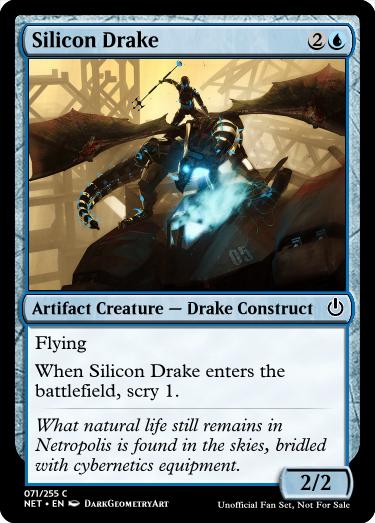 Silicon Drake 2
05
Artifact Creature — Drake Construct
Flying
When Silicon Drake enters the
battlefield, scry 1.
What natural life still remains in
Netropolis is found in the skies, bridled
with cybernetics equipment.
2/2
071/255 C
NET • EN DarkGeometryArt
Unofficial Fan Set, Not For Sale